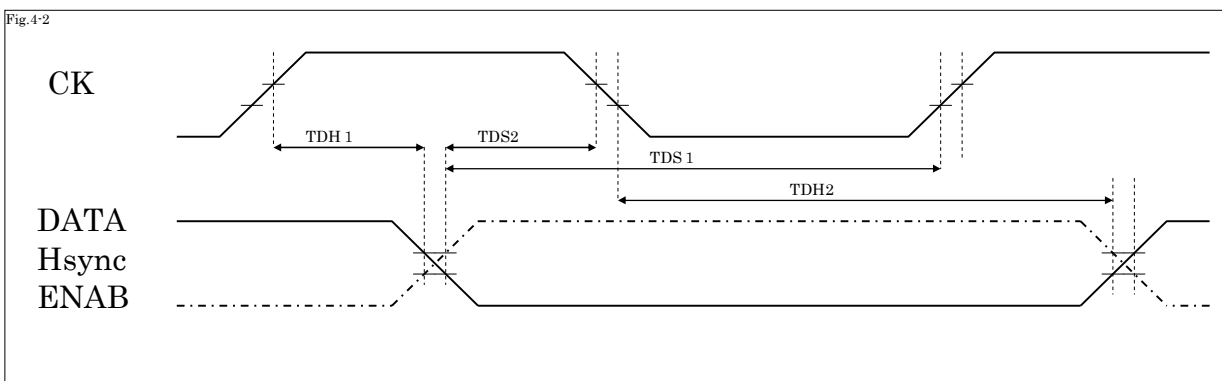 Fig.4-2
CK
TDH 1
TDS2
TDS 1
TDH2
DATA
Hsync
ENAB